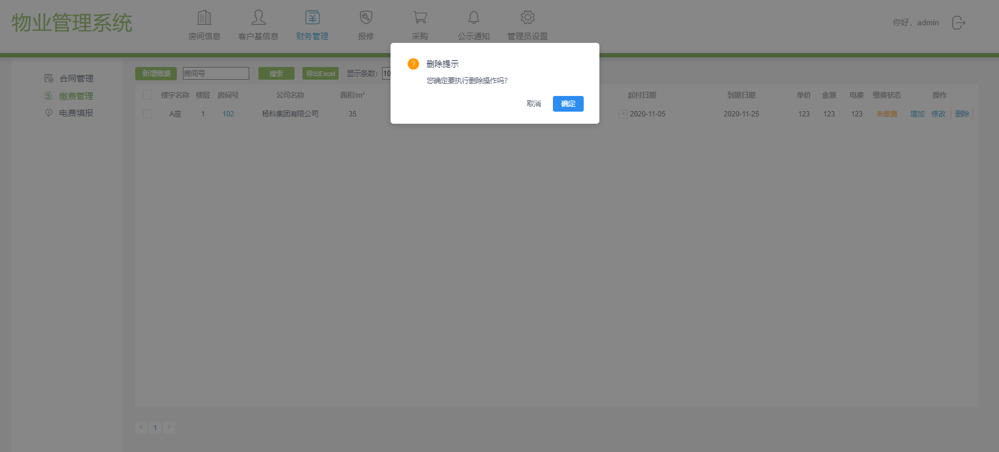 物业管理系统
房间信息
客户基信息
财务管理
报修
采购
公示通知
管理员设置
你好，admin
删除提示
您确定要执行删除操作吗?
取消
确定
合同管理
缴费管理
电费填报
新增缴费
房间号
搜索
导出Excel
显示条数：
10
楼宇名称 楼层 房间号 公司名称 面积/m² 起付日期 到期日期 单价 金额 电费 缴费状态 操作
A座 1 102 杨科集团有限公司 35 2020-11-05 2020-11-25 123 123 123 未缴费 增加 修改 删除
1